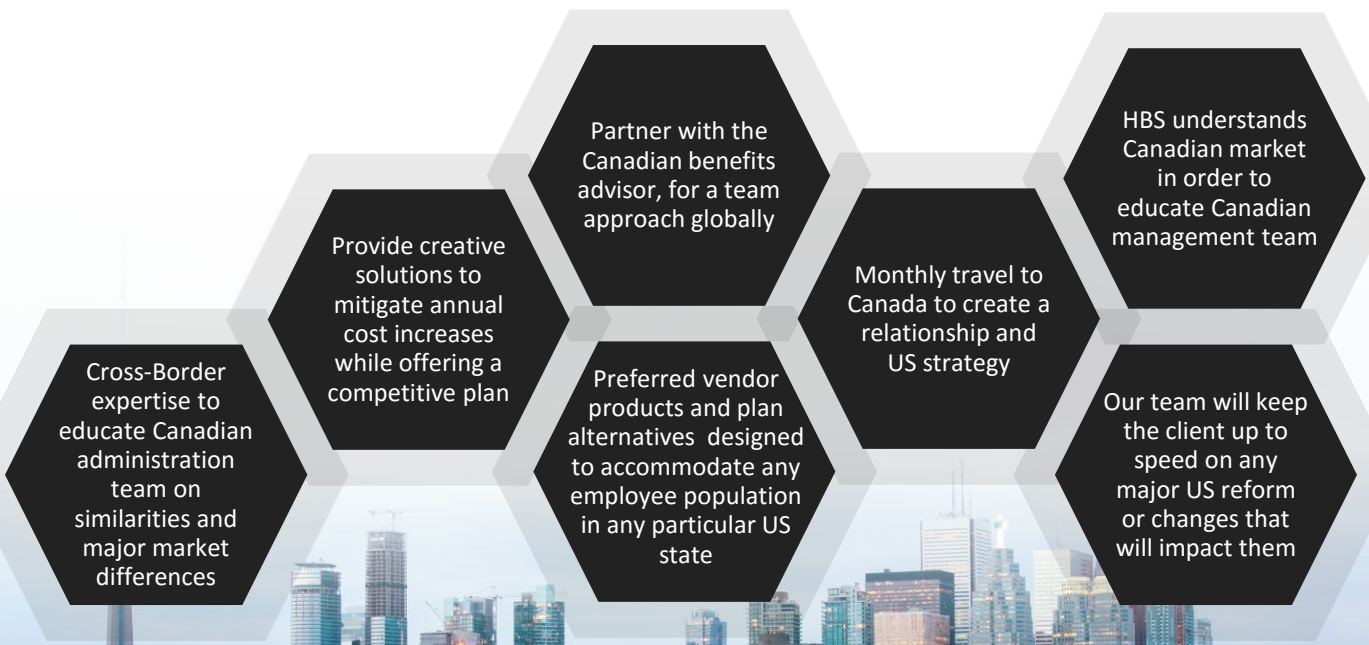 Cross-Border
expertise to
educate Canadian
administration
team on
similarities and
major market
differences
Provide creative
solutions to
mitigate annual
cost increases
while offering a
competitive plan
Partner with the
Canadian benefits
advisor, for a team
approach globally
Preferred vendor
products and plan
alternatives  designed
to accommodate any
employee population
in any particular US
state
Monthly travel to
Canada to create a
relationship and
US strategy
HBS understands
Canadian market
in order to
educate Canadian
management team
Our team will keep
the client up to
speed on any
major US reform
or changes that
will impact them